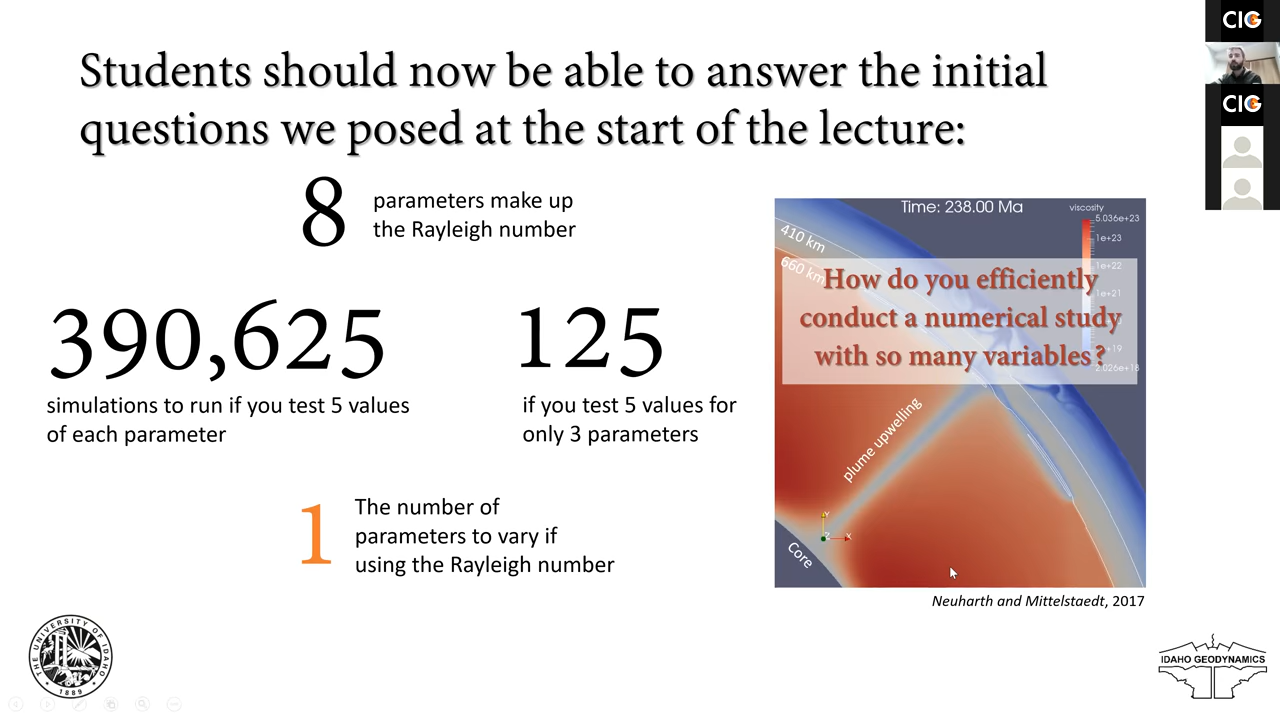 Students should now be able to answer the initial
questions we posed at the start of the lecture:
8
parameters make up
the Rayleigh number
390,625
simulations to run if you test 5 values
of each parameter
125
if you test 5 values for
only 3 parameters
1
The number of
parameters to vary if
using the Rayleigh number
Time: 238.00 Ma
viscosity
5.036e+23
1e+23
1e+22
1e+21
2.026e+18
410 km
660 km
How do you efficiently
conduct a numerical study
with so many variables?
plume upwelling
Core
Y
Z
X
Neuharth and Mittelstaedt, 2017
THE UNIVERSITY OF IDAHO
1889
IDAHO GEODYNAMICS
CIG
CIG